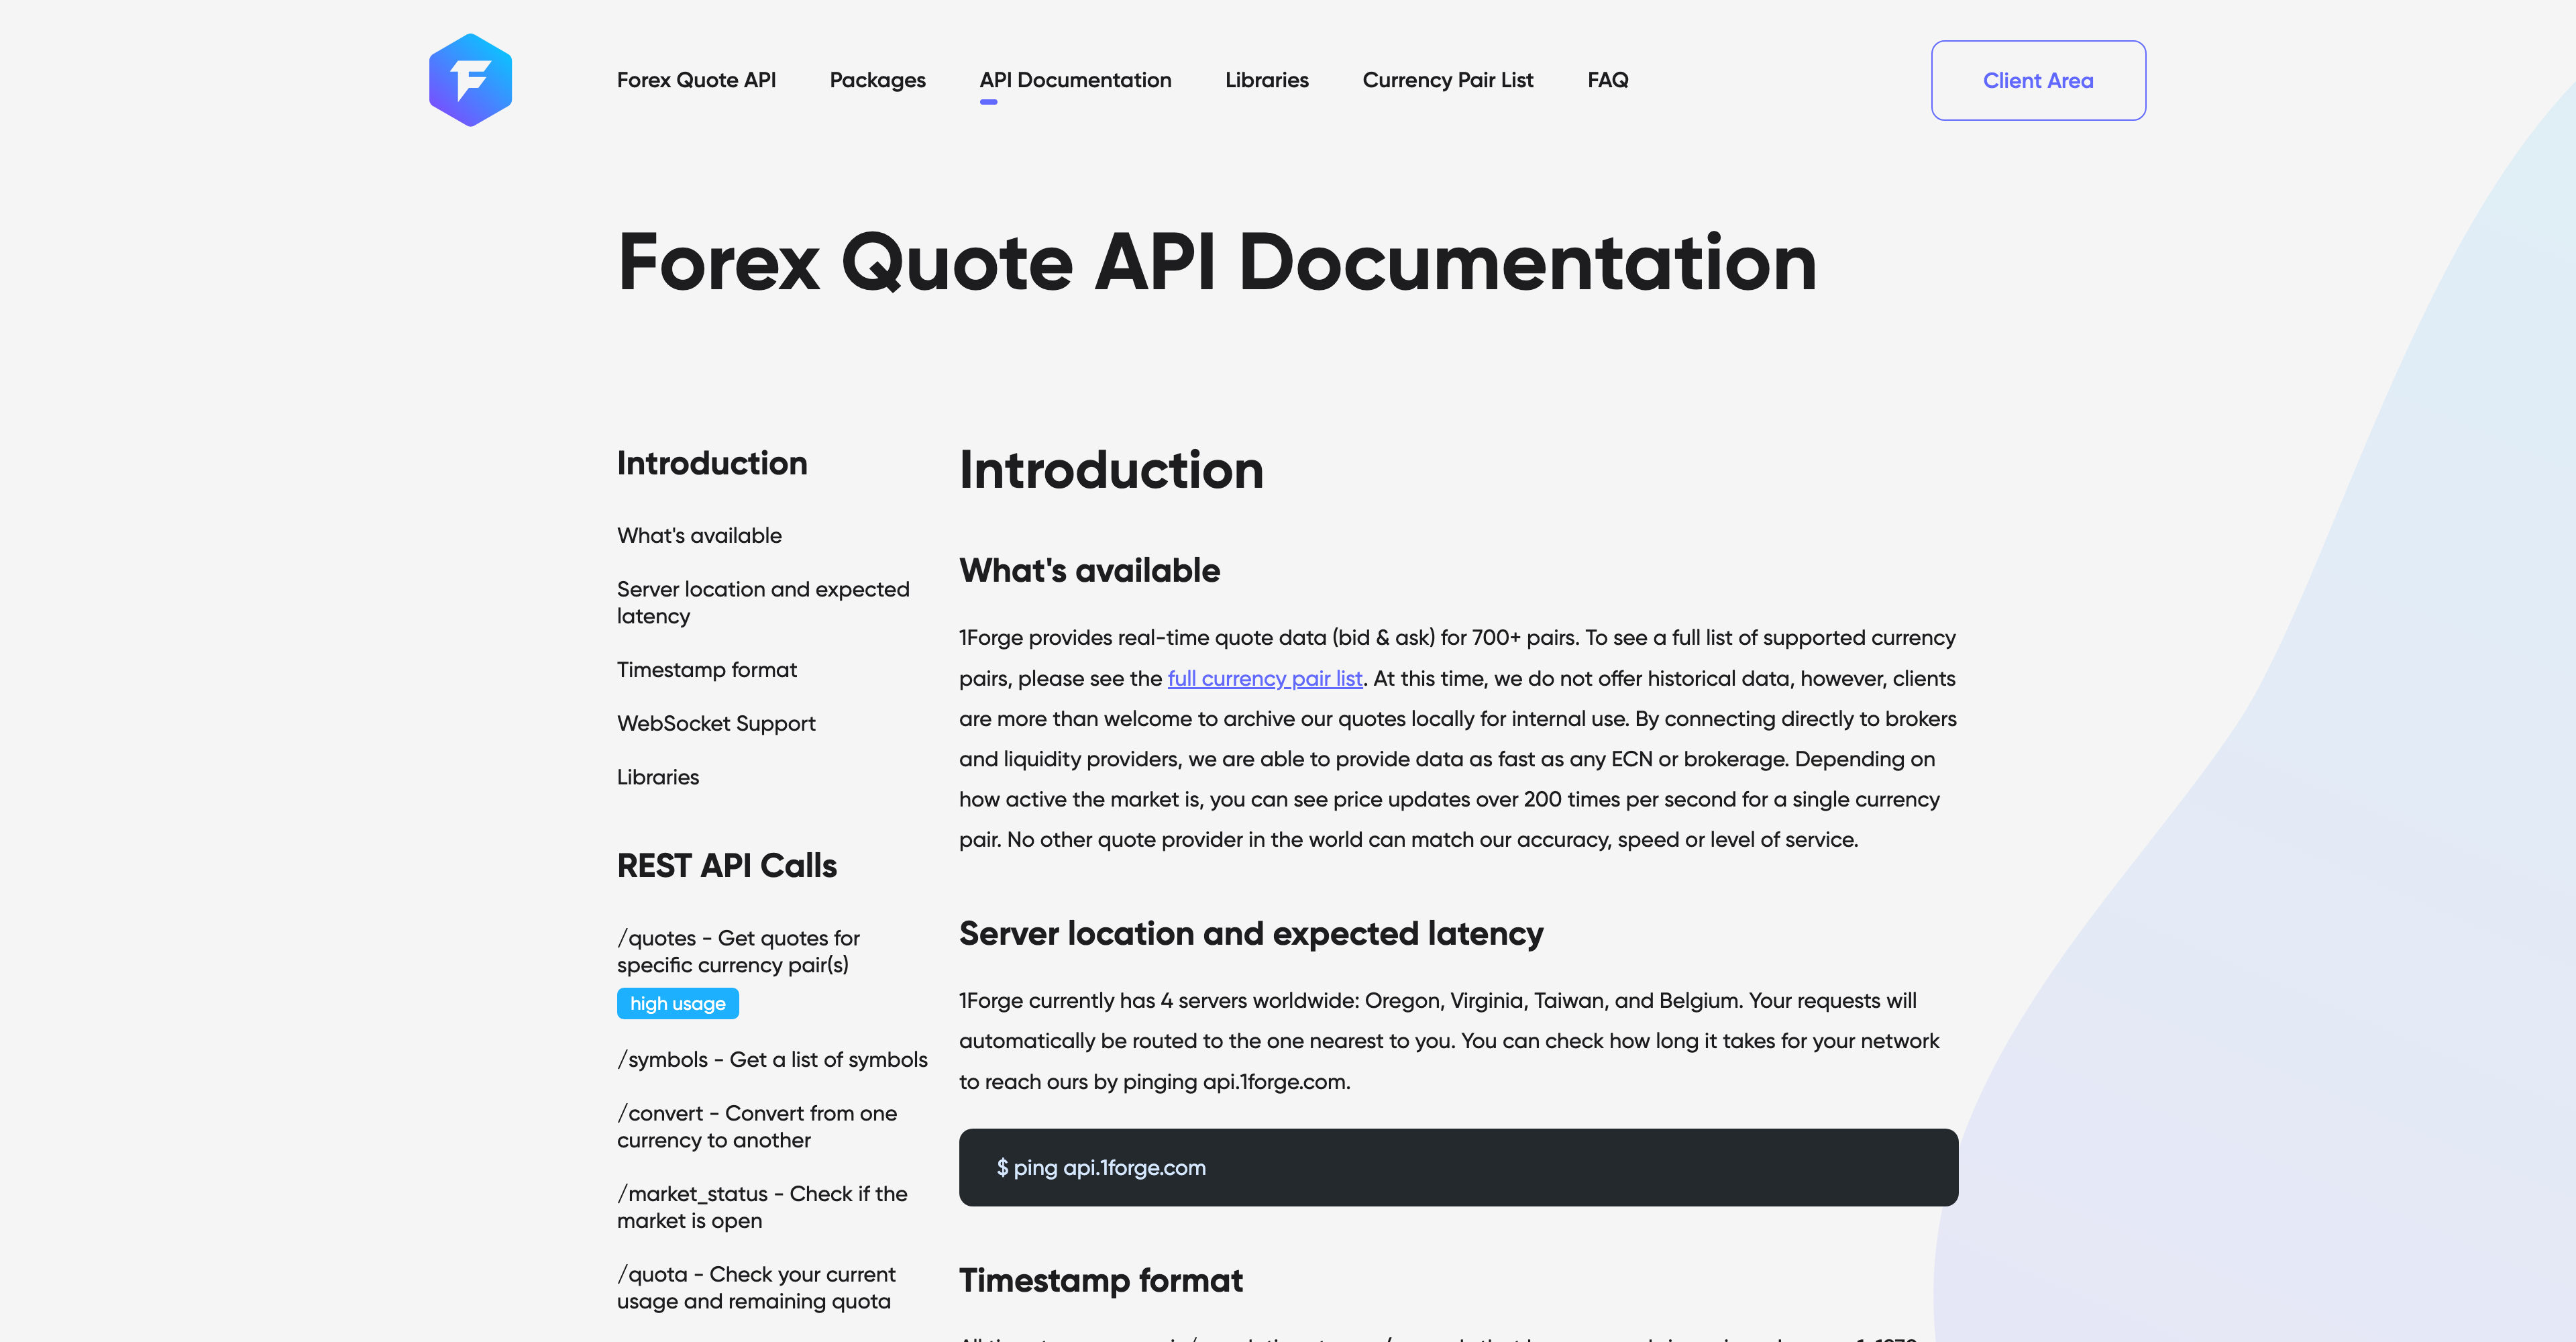 F
Forex Quote API
Packages
API Documentation
Libraries
Currency Pair List
FAQ
Client Area
Forex Quote API Documentation
Introduction
What's available
Server location and expected
latency
Timestamp format
WebSocket Support
Libraries
REST API Calls
/quotes - Get quotes for
specific currency pair(s)
high usage
/symbols - Get a list of symbols
/convert - Convert from one
currency to another
/market_status - Check if the
market is open
/quota - Check your current
usage and remaining quota
Introduction
What's available
1Forge provides real-time quote data (bid & ask) for 700+ pairs. To see a full list of supported currency
pairs, please see the full currency pair list. At this time, we do not offer historical data, however, clients
are more than welcome to archive our quotes locally for internal use. By connecting directly to brokers
and liquidity providers, we are able to provide data as fast as any ECN or brokerage. Depending on
how active the market is, you can see price updates over 200 times per second for a single currency
pair. No other quote provider in the world can match our accuracy, speed or level of service.
Server location and expected latency
1Forge currently has 4 servers worldwide: Oregon, Virginia, Taiwan, and Belgium. Your requests will
automatically be routed to the one nearest to you. You can check how long it takes for your network
to reach ours by pinging api.1forge.com.
$ ping api.1forge.com
Timestamp format